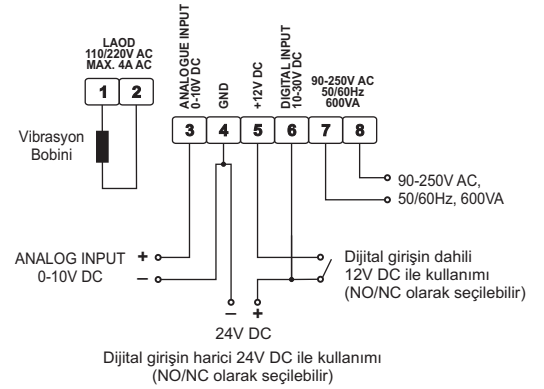 LAOD
110/220V AC
MAX. 4A AC
1 2
Vibrasyon
Bobini
ANALOGUE INPUT
0-10V DC
GND
+12V DC
DIGITAL INPUT
10-30V DC
90-250V AC
50/60Hz
600VA
3 4 5 6 7 8
90-250V AC,
50/60Hz, 600VA
ANALOG INPUT +
0-10V DC –
Dijital girişin dahili
12V DC ile kullanımı
(NO/NC olarak seçilebilir)
– +
24V DC
Dijital girişin harici 24V DC ile kullanımı
(NO/NC olarak seçilebilir)